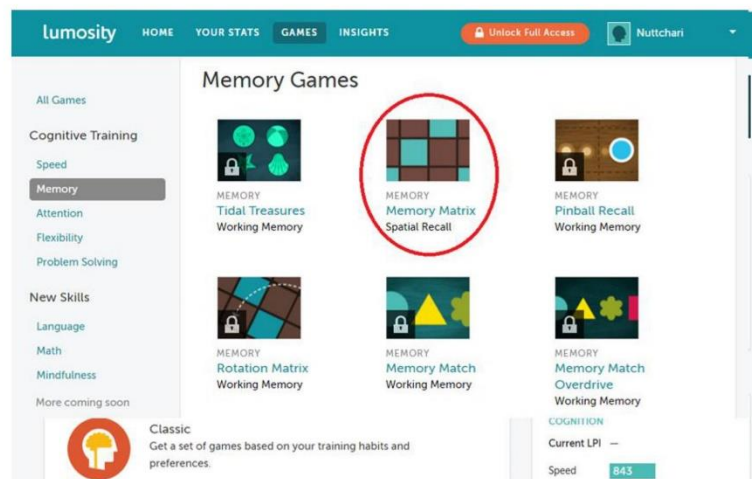 lumosity HOME YOUR STATS GAMES INSIGHTS Unlock Full Access Nuttchari
Memory Games
All Games
Cognitive Training
Speed
Memory
Attention
Flexibility
Problem Solving
New Skills
Language
Math
Mindfulness
More coming soon
MEMORY
Tidal Treasures
Working Memory
MEMORY
Memory Matrix
Spatial Recall
MEMORY
Pinball Recall
Working Memory
MEMORY
Rotation Matrix
Working Memory
MEMORY
Memory Match
Working Memory
MEMORY
Memory Match
Overdrive
Working Memory
Classic
Get a set of games based on your training habits and
preferences.
COGNITION
Current LPI —
Speed 843